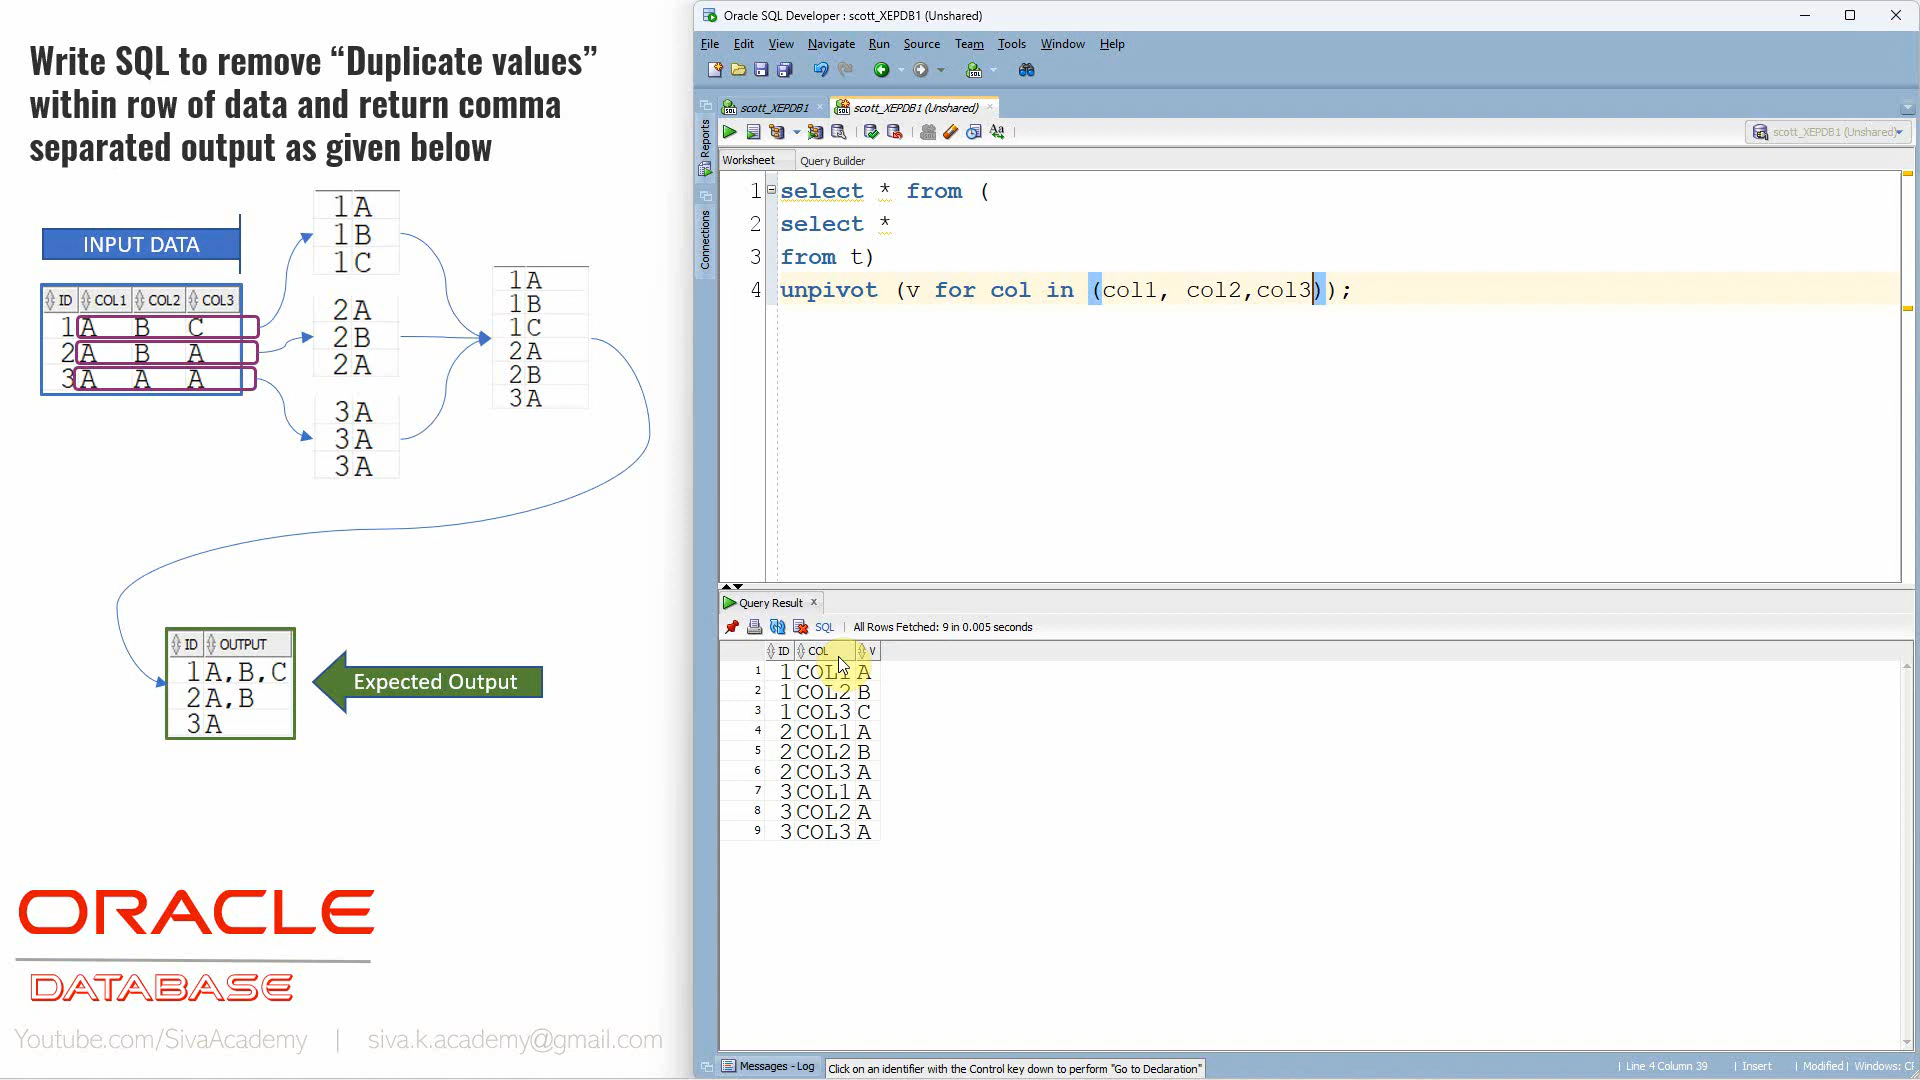 Write SQL to remove “Duplicate values”
within row of data and return comma
separated output as given below
INPUT DATA
ID COL1 COL2 COL3
1 A B C
2 A B A
3 A A A
1 A
1 B
1 C
2 A
2 B
2 A
3 A
3 A
3 A
1 A
1 B
1 C
2 A
2 B
3 A
ID OUTPUT
1 A,B,C
2 A,B
3 A
Expected Output
ORACLE
DATABASE
Youtube.com/SivaAcademy | siva.k.academy@gmail.com
Oracle SQL Developer : scott_XEPDB1 (Unshared)
File Edit View Navigate Run Source Team Tools Window Help
scott_XEPDB1 scott_XEPDB1 (Unshared)
scott_XEPDB1 (Unshared)
Reports
Connections
Worksheet Query Builder
1 select * from (
2 select *
3 from t)
4 unpivot (v for col in (col1, col2,col3));
Query Result x
SQL | All Rows Fetched: 9 in 0.005 seconds
ID COL V
1 1 COL1 A
2 1 COL2 B
3 1 COL3 C
4 2 COL1 A
5 2 COL2 B
6 2 COL3 A
7 3 COL1 A
8 3 COL2 A
9 3 COL3 A
Messages - Log
Click on an identifier with the Control key down to perform "Go to Declaration"
Line 4 Column 39 | Insert | Modified | Windows: C